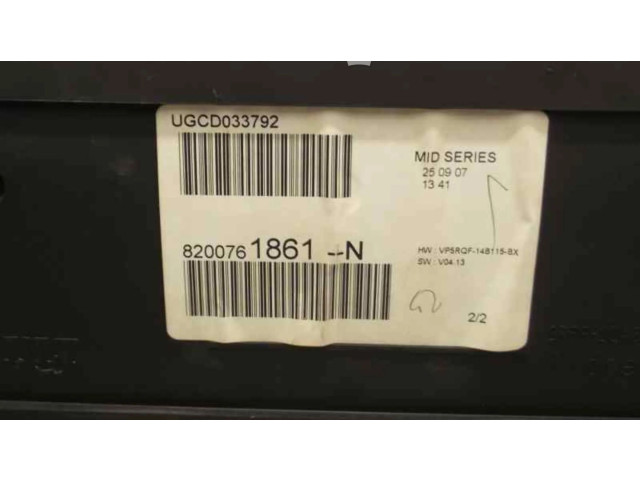 UGCD033792
MID SERIES
25 09 07
13 41
8200761861 --N
HW : VP5RQF-14B115-BX
SW : V04.13
2/2